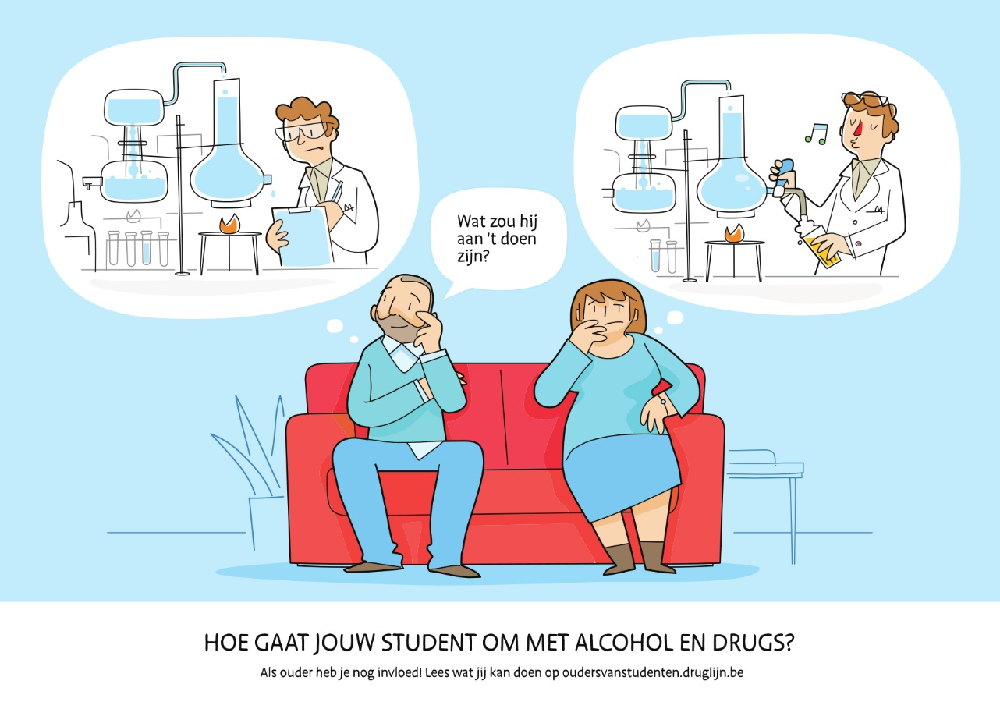 Wat zou hij
aan 't doen
zijn?
HOE GAAT JOUW STUDENT OM MET ALCOHOL EN DRUGS?
Als ouder heb je nog invloed! Lees wat jij kan doen op oudersvanstudenten.druglijn.be